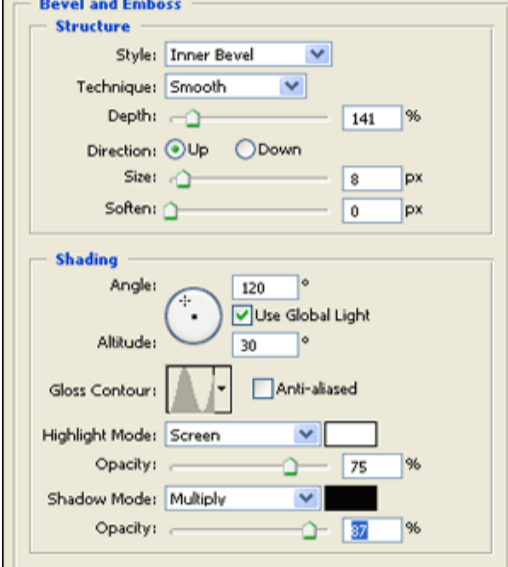 Bevel and Emboss
Structure
Style: Inner Bevel
Technique: Smooth
Depth: 141 %
Direction: Up Down
Size: 8 px
Soften: 0 px
Shading
Angle: 120 °
Use Global Light
Altitude: 30 °
Gloss Contour: Anti-aliased
Highlight Mode: Screen
Opacity: 75 %
Shadow Mode: Multiply
Opacity: 87 %